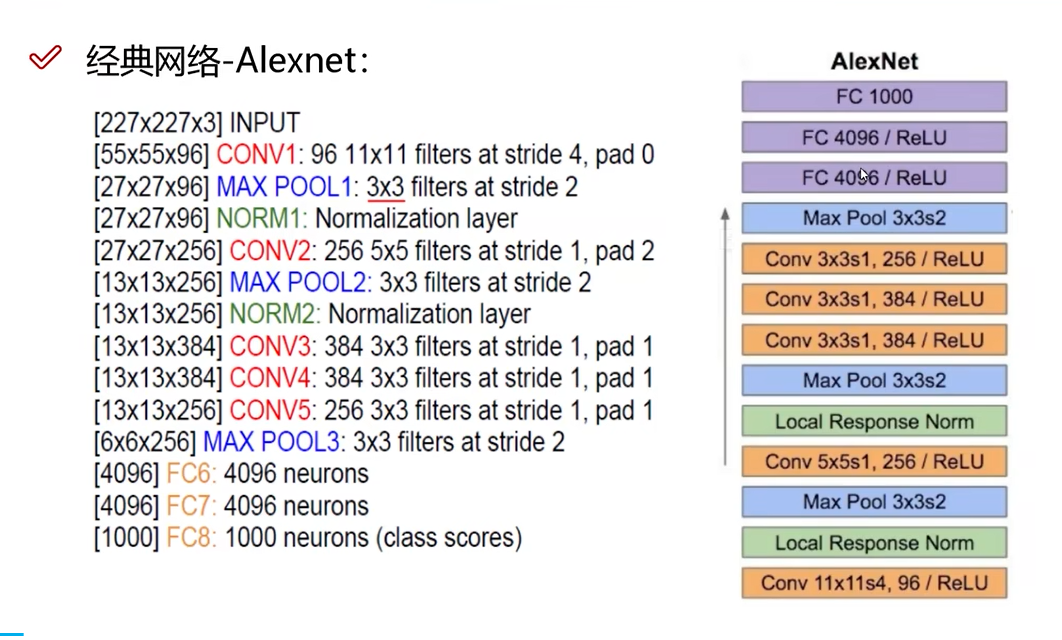 经典网络-Alexnet：
[227x227x3] INPUT
[55x55x96] CONV1: 96 11x11 filters at stride 4, pad 0
[27x27x96] MAX POOL1: 3x3 filters at stride 2
[27x27x96] NORM1: Normalization layer
[27x27x256] CONV2: 256 5x5 filters at stride 1, pad 2
[13x13x256] MAX POOL2: 3x3 filters at stride 2
[13x13x256] NORM2: Normalization layer
[13x13x384] CONV3: 384 3x3 filters at stride 1, pad 1
[13x13x384] CONV4: 384 3x3 filters at stride 1, pad 1
[13x13x256] CONV5: 256 3x3 filters at stride 1, pad 1
[6x6x256] MAX POOL3: 3x3 filters at stride 2
[4096] FC6: 4096 neurons
[4096] FC7: 4096 neurons
[1000] FC8: 1000 neurons (class scores)
AlexNet
FC 1000
FC 4096 / ReLU
FC 4096 / ReLU
Max Pool 3x3s2
Conv 3x3s1, 256 / ReLU
Conv 3x3s1, 384 / ReLU
Conv 3x3s1, 384 / ReLU
Max Pool 3x3s2
Local Response Norm
Conv 5x5s1, 256 / ReLU
Max Pool 3x3s2
Local Response Norm
Conv 11x11s4, 96 / ReLU